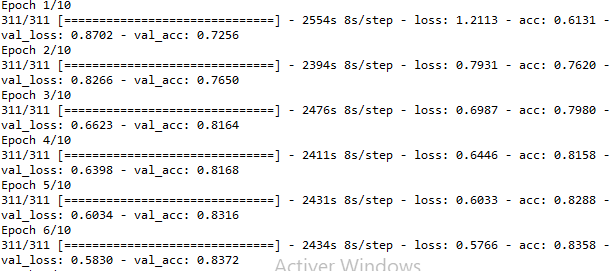 Epoch 1/10
311/311 [==============================] - 2554s 8s/step - loss: 1.2113 - acc: 0.6131 -
val_loss: 0.8702 - val_acc: 0.7256
Epoch 2/10
311/311 [==============================] - 2394s 8s/step - loss: 0.7931 - acc: 0.7620 -
val_loss: 0.8266 - val_acc: 0.7650
Epoch 3/10
311/311 [==============================] - 2476s 8s/step - loss: 0.6987 - acc: 0.7980 -
val_loss: 0.6623 - val_acc: 0.8164
Epoch 4/10
311/311 [==============================] - 2411s 8s/step - loss: 0.6446 - acc: 0.8158 -
val_loss: 0.6398 - val_acc: 0.8168
Epoch 5/10
311/311 [==============================] - 2431s 8s/step - loss: 0.6033 - acc: 0.8288 -
val_loss: 0.6034 - val_acc: 0.8316
Epoch 6/10
311/311 [==============================] - 2434s 8s/step - loss: 0.5766 - acc: 0.8358 -
val_loss: 0.5830 - val_acc: 0.8372
Activer Windows